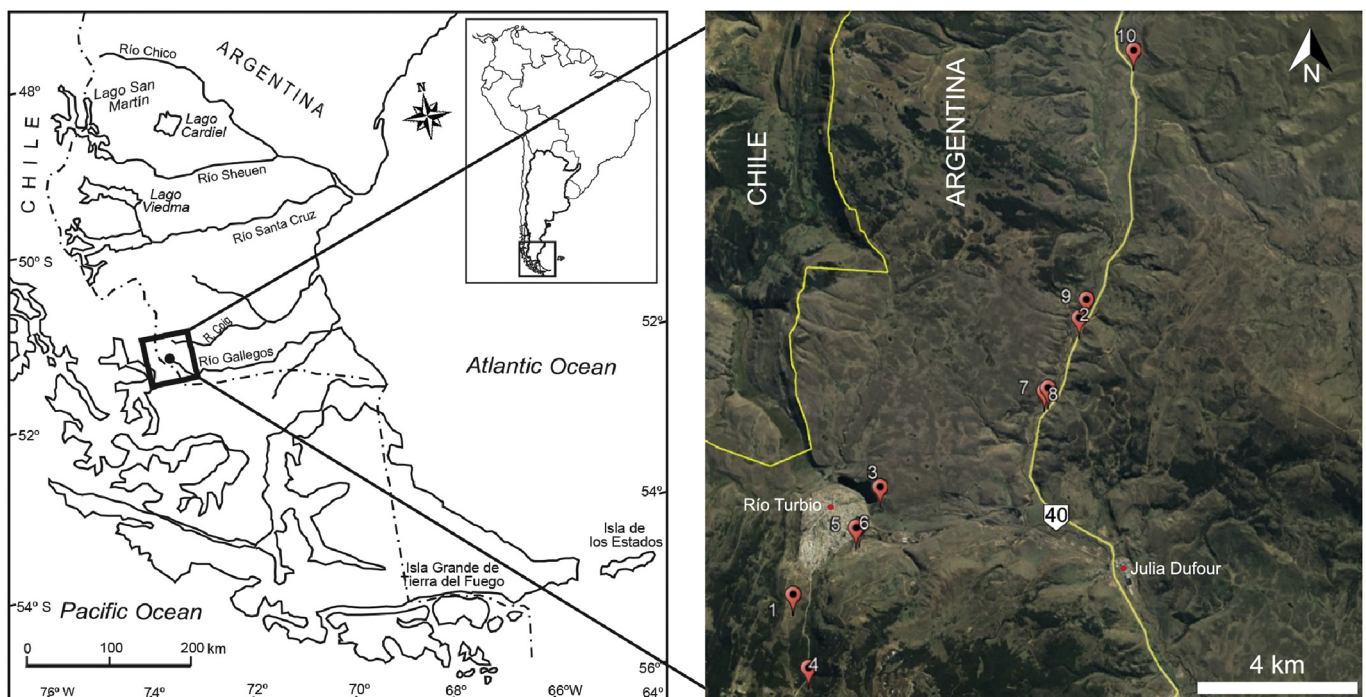 Río Chico
ARGENTINA
N
48°
Lago San
Martín
Lago
Cardiel
CHILE
Río Sheuen
Lago
Viedma
Río Santa Cruz
50° S
R. Coig
52°
Río Gallegos
Atlantic Ocean
52°
54°
Isla de
los Estados
Isla Grande de
Tierra del Fuego
54° S
Pacific Ocean
0 100 200 km
56°
76° W 74° 72° 70° 68° 66°W 64°
10
N
CHILE
ARGENTINA
9
2
7
8
3
Río Turbio
5 6
40
Julia Dufour
1
4
4 km